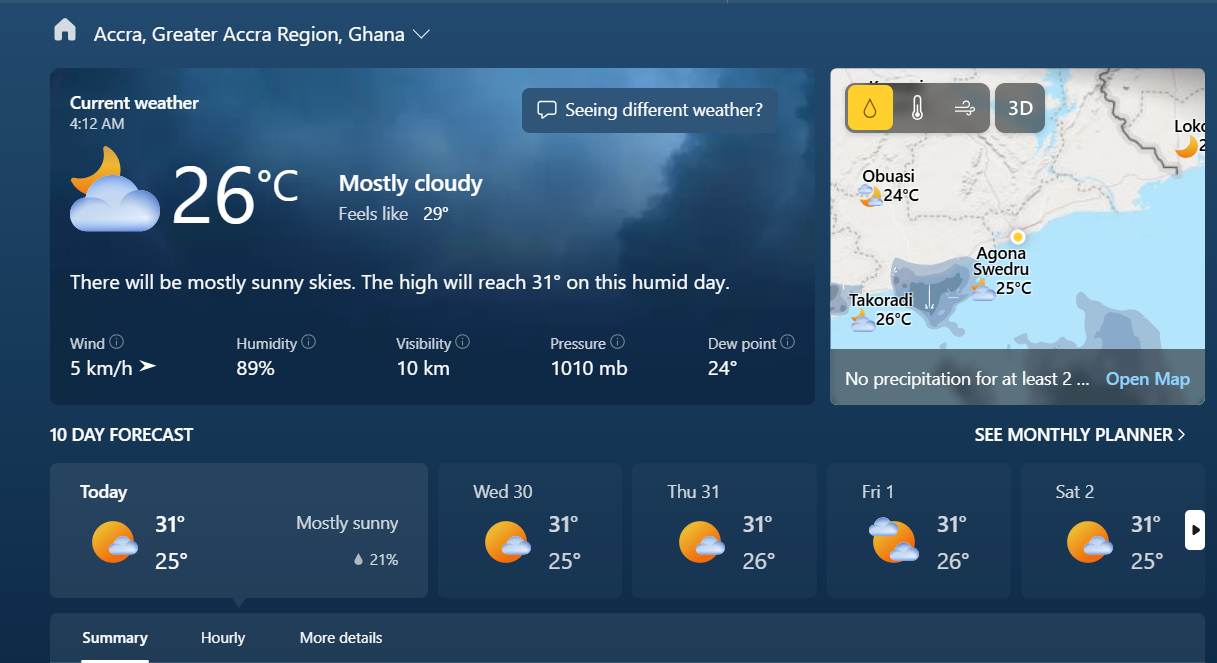 Accra, Greater Accra Region, Ghana
Current weather
4:12 AM
Seeing different weather?
26°C
Mostly cloudy
Feels like 29°
There will be mostly sunny skies. The high will reach 31° on this humid day.
Wind
5 km/h
Humidity
89%
Visibility
10 km
Pressure
1010 mb
Dew point
24°
3D
Obuasi
24°C
Agona
Swedru
25°C
Takoradi
26°C
No precipitation for at least 2 ...
Open Map
10 DAY FORECAST
SEE MONTHLY PLANNER
Today
31°
25°
Mostly sunny
21%
Wed 30
31°
25°
Thu 31
31°
26°
Fri 1
31°
26°
Sat 2
31°
25°
Summary
Hourly
More details